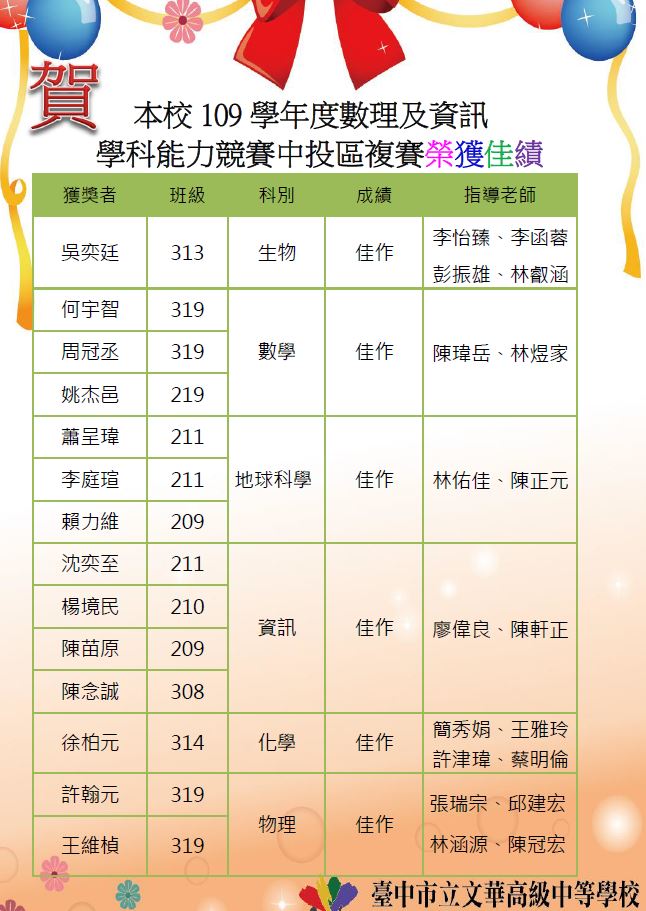 賀
本校 109 學年度數理及資訊
學科能力競賽中投區複賽榮獲佳績
獲獎者 班級 科別 成績 指導老師
吳奕廷 313 生物 佳作 李怡臻、李函蓉
彭振雄、林叡涵
何宇智 319
周冠丞 319 數學 佳作 陳瑋岳、林煜家
姚杰邑 219
蕭呈瑋 211
李庭瑄 211 地球科學 佳作 林佑佳、陳正元
賴力維 209
沈奕至 211
楊境民 210
資訊 佳作 廖偉良、陳軒正
陳苗原 209
陳念誠 308
徐柏元 314 化學 佳作 簡秀娟、王雅玲
許津瑋、蔡明倫
許翰元 319 物理 佳作 張瑞宗、邱建宏
王維楨 319 林涵源、陳冠宏
臺中市立文華高級中等學校